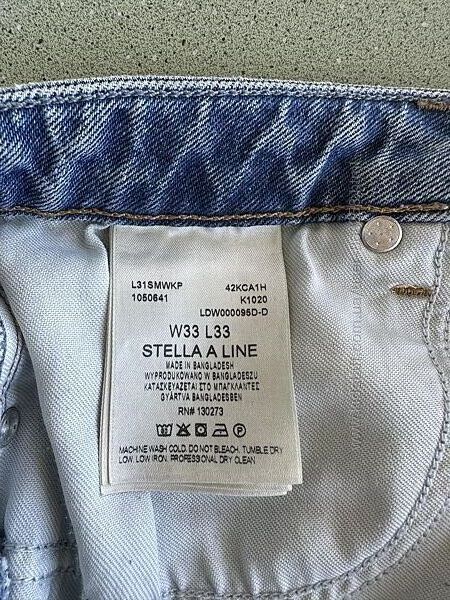 L31SMWKP 42KCA1H
1050641 K1020
LDW000095D-D
W33 L33
STELLA A LINE
MADE IN BANGLADESH
WYPRODUKOWANO W BANGLADESZU
ΚΑΤΑΣΚΕΥΑΖΕΤΑΙ ΣΤΟ ΜΠΑΓΚΛΑΝΤΕΣ
GYÁRTVA BANGLADESBEN
RN# 130273
MACHINE WASH COLD. DO NOT BLEACH. TUMBLE DRY
LOW. LOW IRON. PROFESSIONAL DRY CLEAN